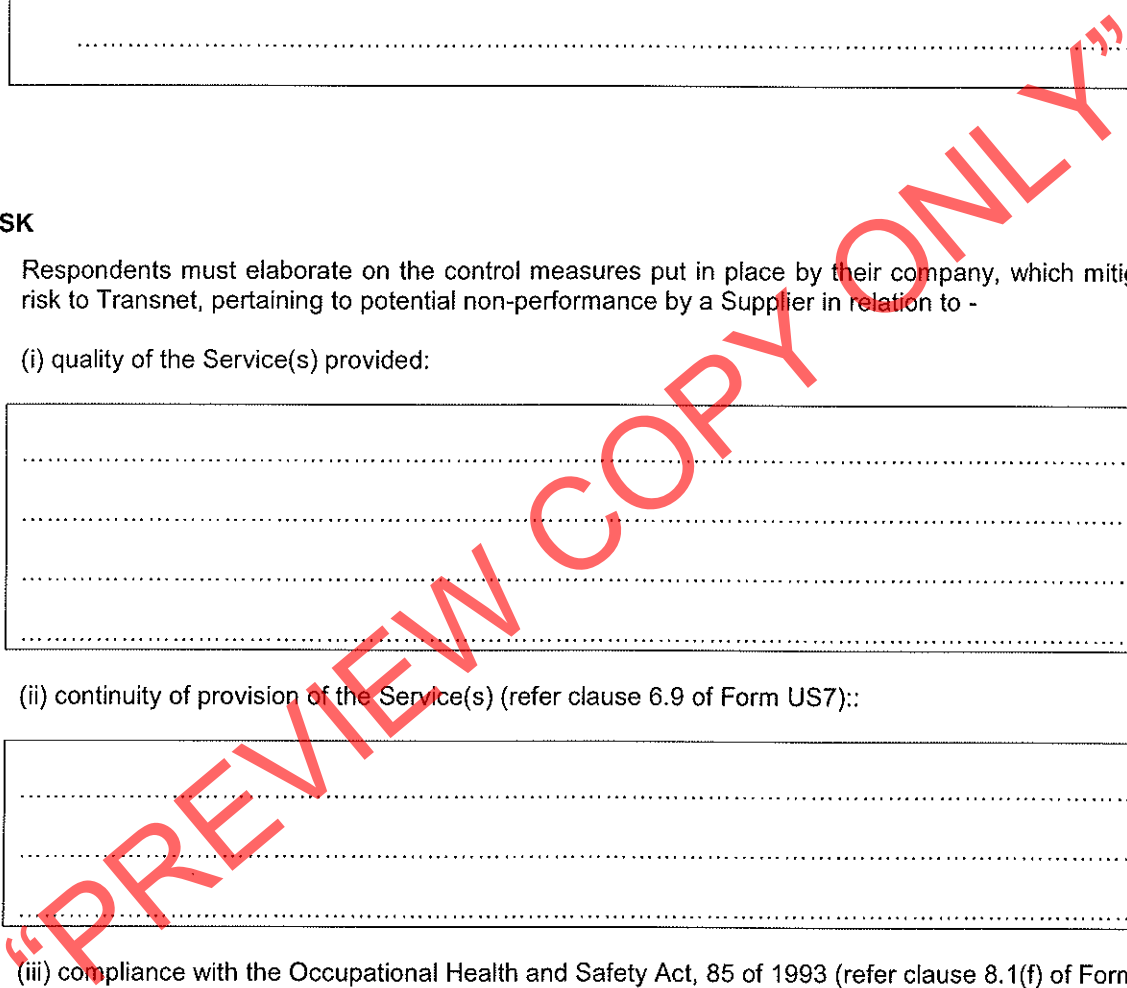 SK
Respondents must elaborate on the control measures put in place by their company, which
risk to Transnet, pertaining to potential non-performance by a Supplier in relation to -
(i) quality of the Service(s) provided:
(ii) continuity of provision of the Service(s) (refer clause 6.9 of Form US7)::
(iii) compliance with the Occupational Health and Safety Act, 85 of 1993 (refer clause 8.1(f) of Form
“PREVIEW COPY ONLY”